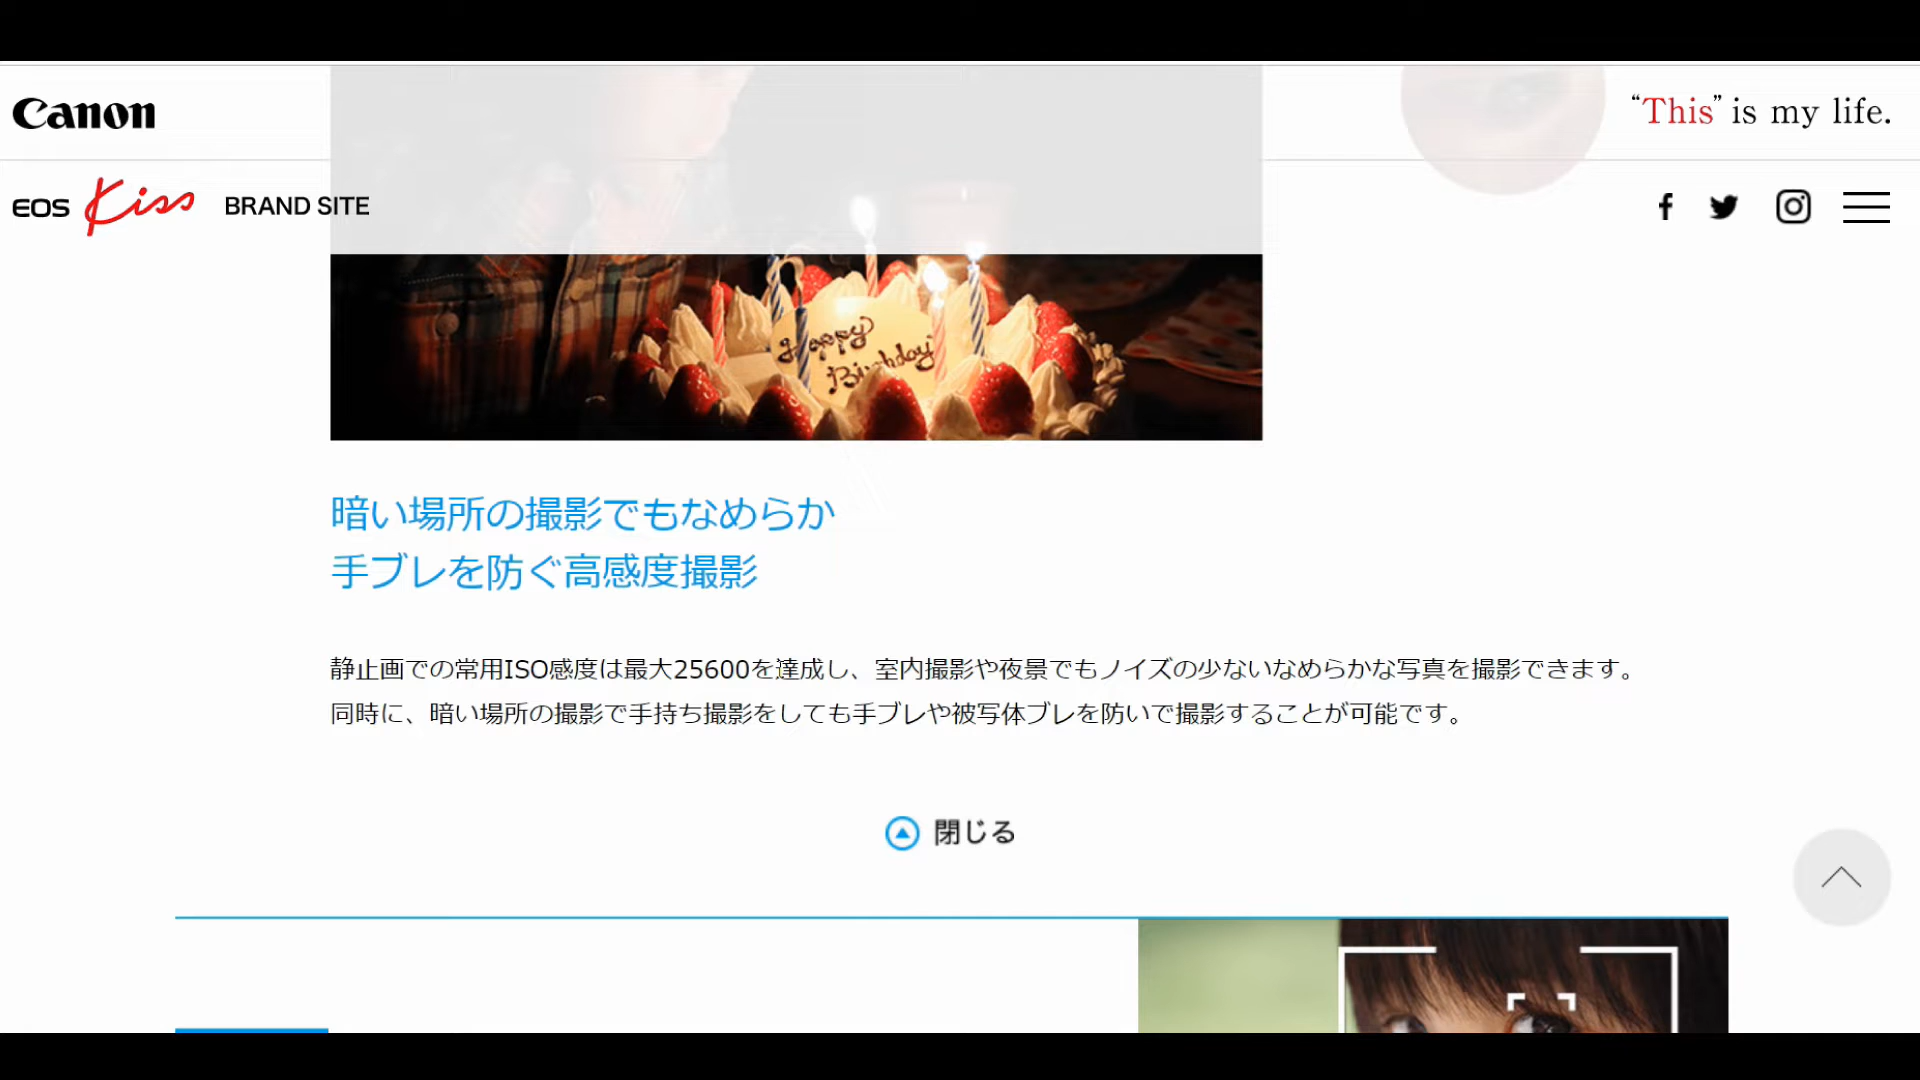 Canon
“This” is my life.
EOS Kiss BRAND SITE
Happy
Birthday
暗い場所の撮影でもなめらか
手ブレを防ぐ高感度撮影
静止画での常用ISO感度は最大25600を達成し、室内撮影や夜景でもノイズの少ないなめらかな写真を撮影できます。
同時に、暗い場所の撮影で手持ち撮影をしても手ブレや被写体ブレを防いで撮影することが可能です。
閉じる